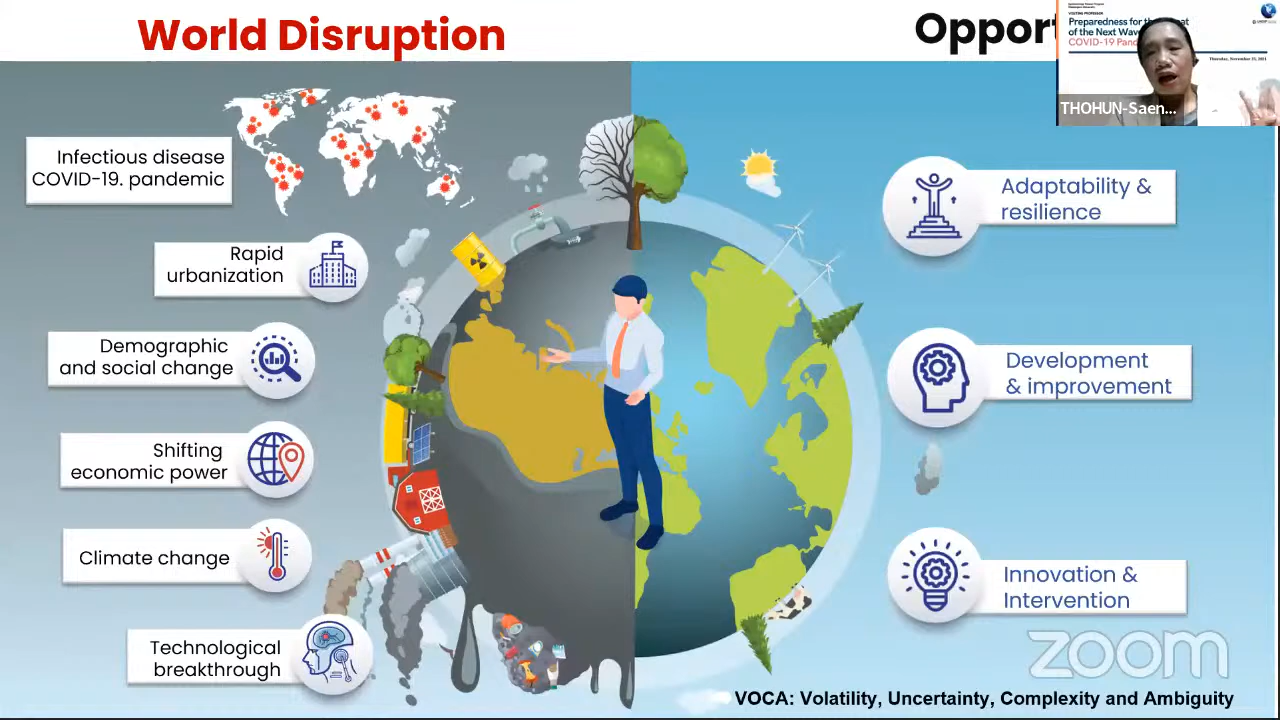 World Disruption
Opport
Preparedness for the
of the Next Wav
COVID-19 Pan
THOHUN-Saen...
Infectious disease
COVID-19. pandemic
Rapid
urbanization
Demographic
and social change
Shifting
economic power
Climate change
Technological
breakthrough
Adaptability &
resilience
Development
& improvement
Innovation &
Intervention
zoom
VOCA: Volatility, Uncertainty, Complexity and Ambiguity